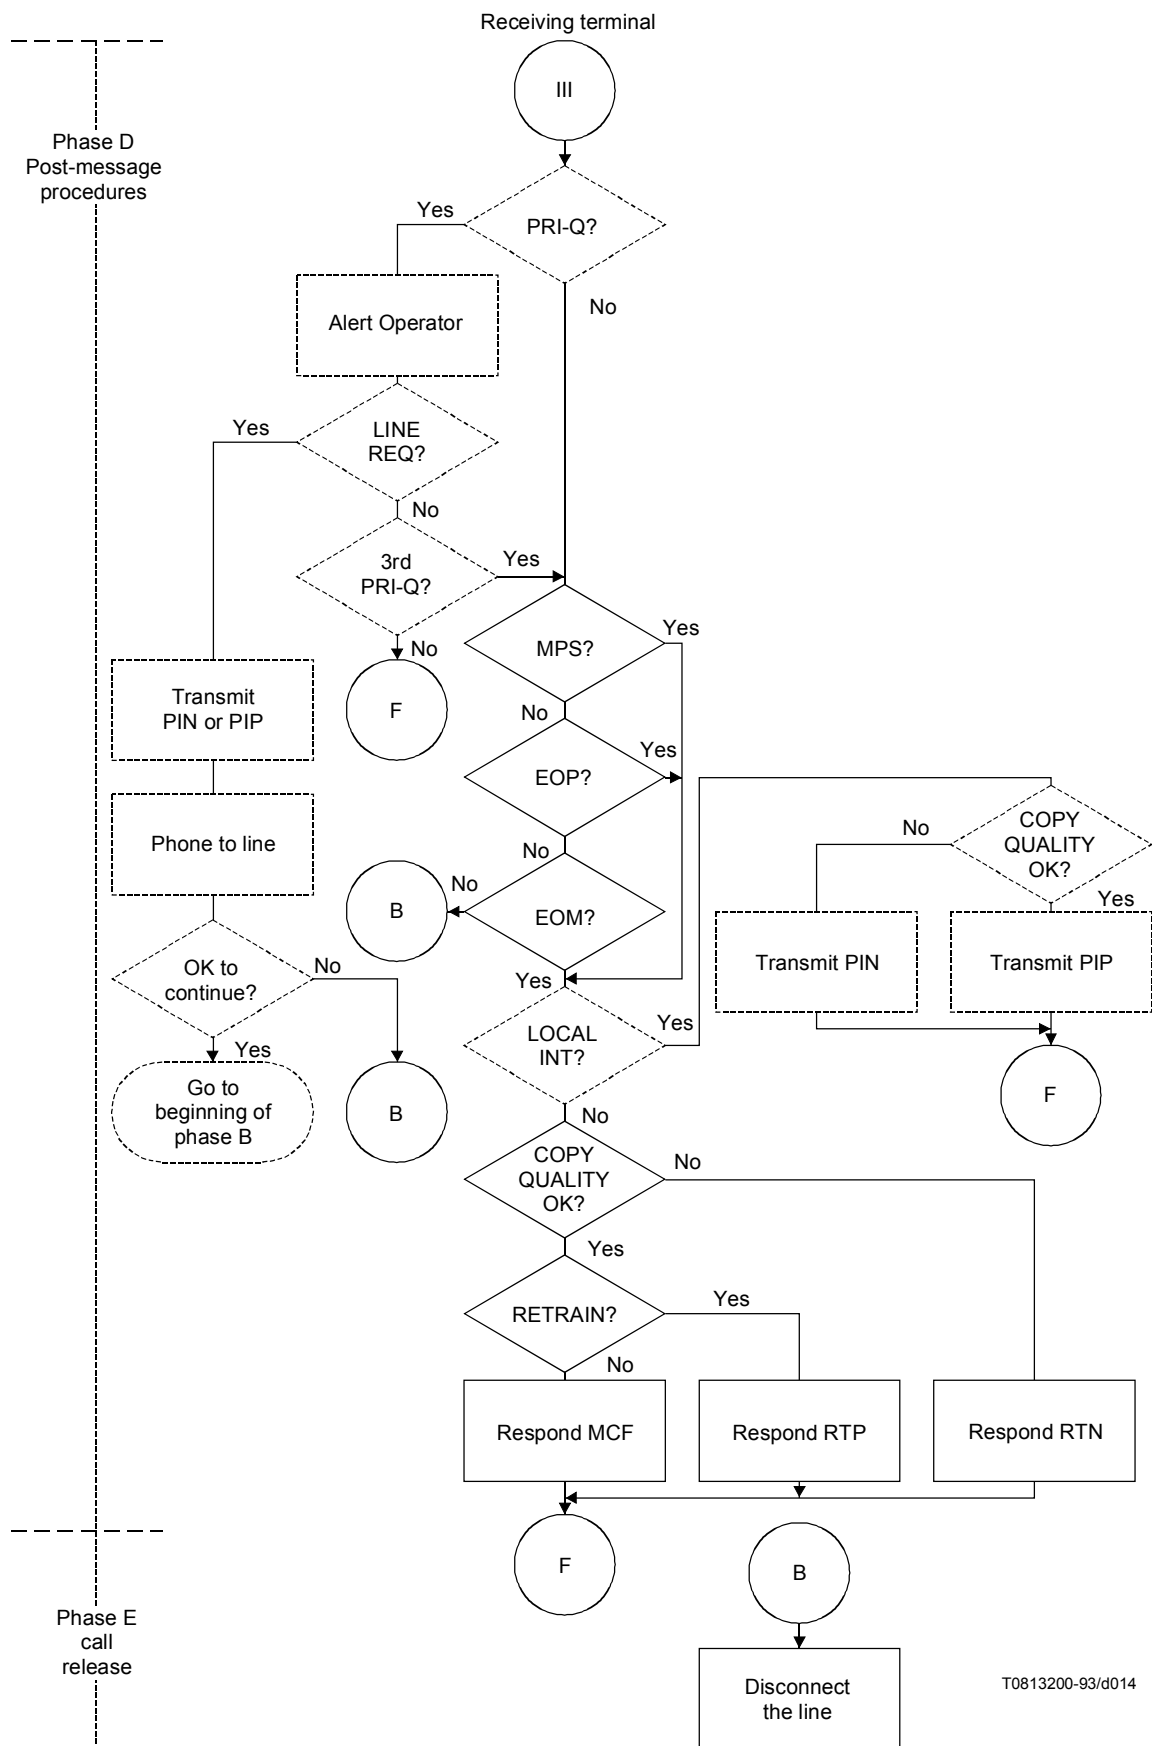 Receiving terminal
III
Phase D
Post-message
procedures
Yes
PRI-Q?
No
Alert Operator
Yes
LINE
REQ?
No
3rd
PRI-Q?
Yes
No
MPS?
Yes
Transmit
PIN or PIP
F
No
EOP?
Yes
Phone to line
No
COPY
QUALITY
OK?
No
Yes
B
No
EOM?
Yes
Transmit PIN
Transmit PIP
OK to
continue?
No
Yes
LOCAL
INT?
Yes
No
Go to
beginning of
phase B
B
F
COPY
QUALITY
OK?
No
Yes
RETRAIN?
Yes
No
Respond MCF
Respond RTP
Respond RTN
F
B
Phase E
call
release
Disconnect
the line
T0813200-93/d014